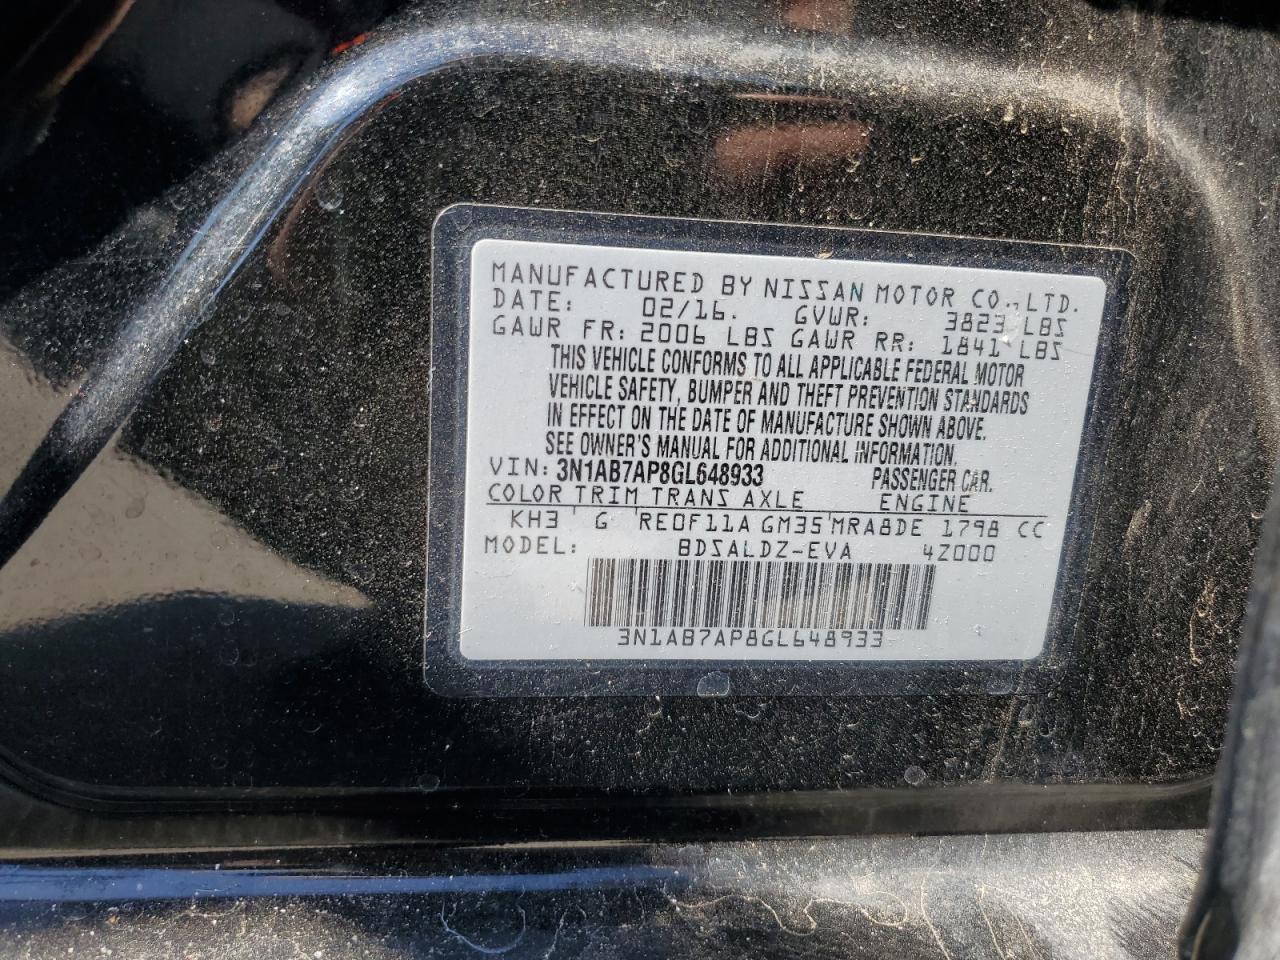 MANUFACTURED BY NISSAN MOTOR CO., LTD.
DATE: 02/16. GVWR: 3823 LBS
GAWR FR: 2006 LBS GAWR RR: 1841 LBS
THIS VEHICLE CONFORMS TO ALL APPLICABLE FEDERAL MOTOR
VEHICLE SAFETY, BUMPER AND THEFT PREVENTION STANDARDS
IN EFFECT ON THE DATE OF MANUFACTURE SHOWN ABOVE.
SEE OWNER'S MANUAL FOR ADDITIONAL INFORMATION.
VIN: 3N1AB7AP8GL648933 PASSENGER CAR.
COLOR TRIM TRANS AXLE ENGINE
KH3 G RE0F11A GM35 MRA8DE 1798 CC
MODEL: BDSALDZ-EVA 4Z000
3N1AB7AP8GL648933